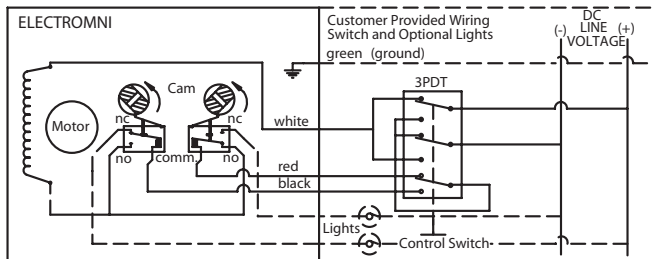 ELECTROMNI
Customer Provided Wiring
Switch and Optional Lights
green (ground)
DC
LINE
VOLTAGE
(-)
(+)
3PDT
Cam
Motor
nc
nc
no
comm.
no
white
red
black
Lights
Control Switch